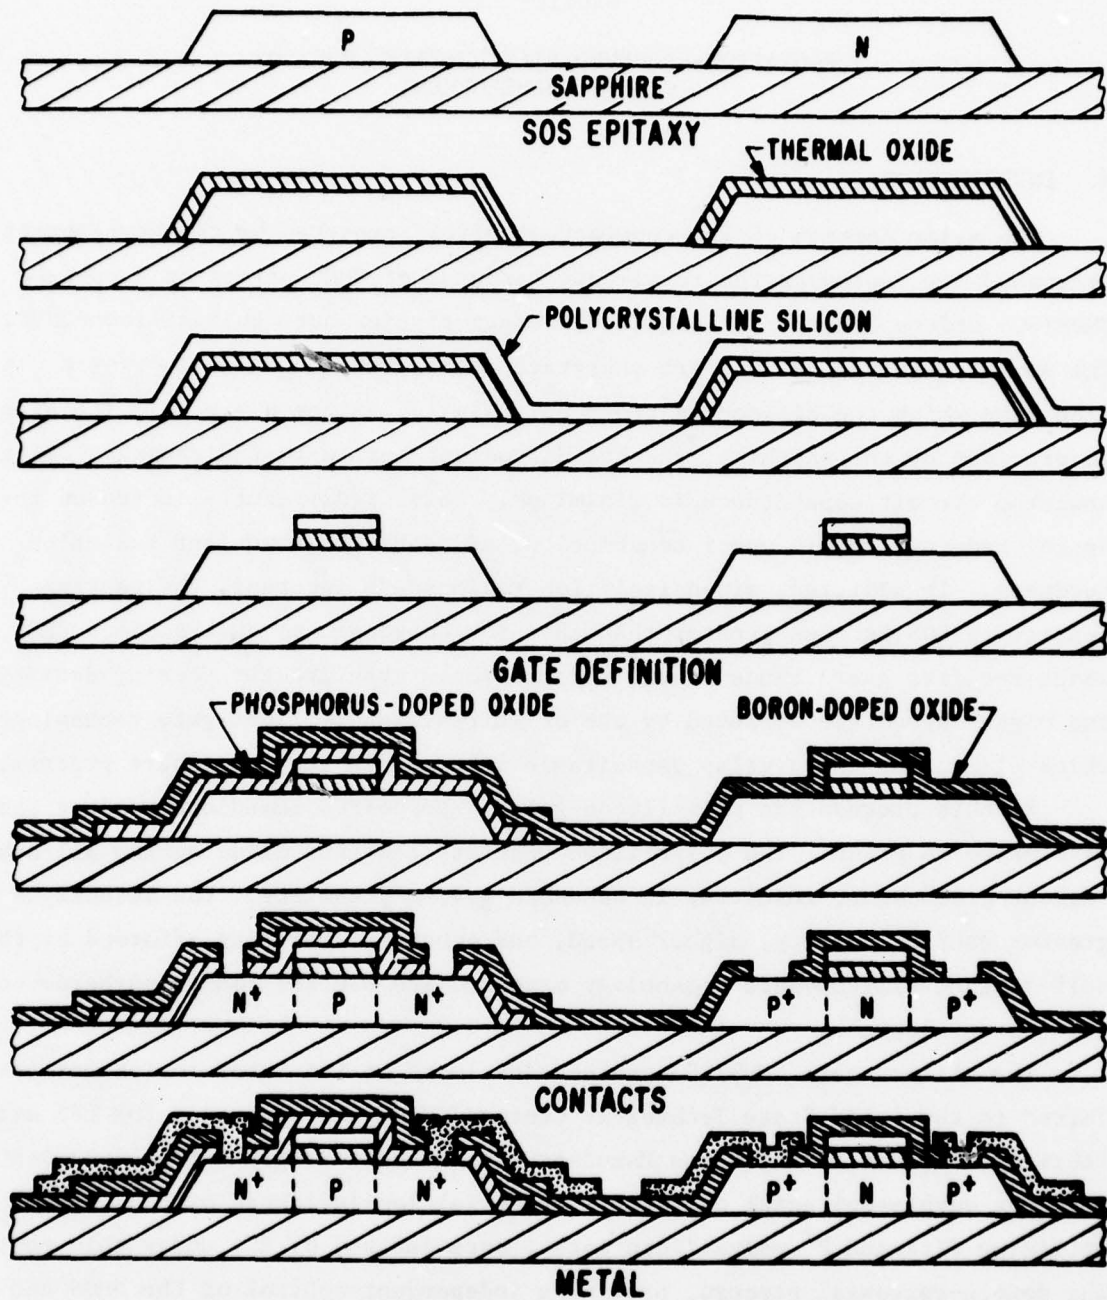 P N
SAPPHIRE
SOS EPITAXY
THERMAL OXIDE
POLYCRYSTALLINE SILICON
GATE DEFINITION
PHOSPHORUS-DOPED OXIDE BORON-DOPED OXIDE
N+ P N+ P+ N P+
CONTACTS
N+ P N+ P+ N P+
METAL